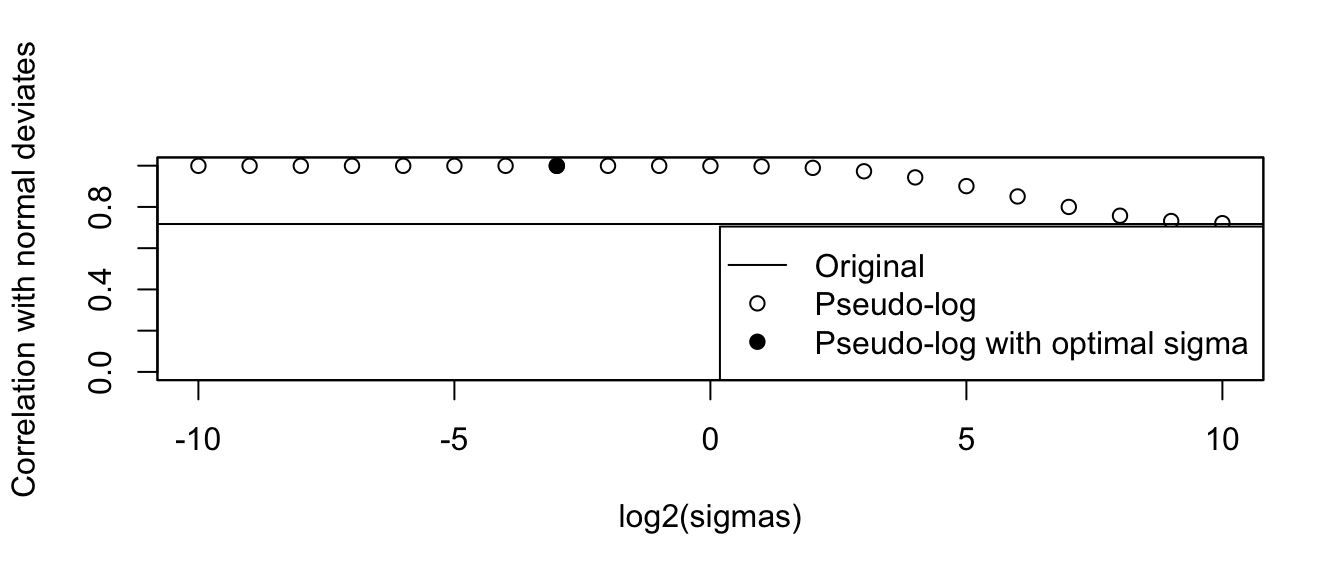 Correlation with normal deviates
0.8
0.4
0.0
Original
Pseudo-log
Pseudo-log with optimal sigma
-10
-5
0
5
10
log2(sigmas)